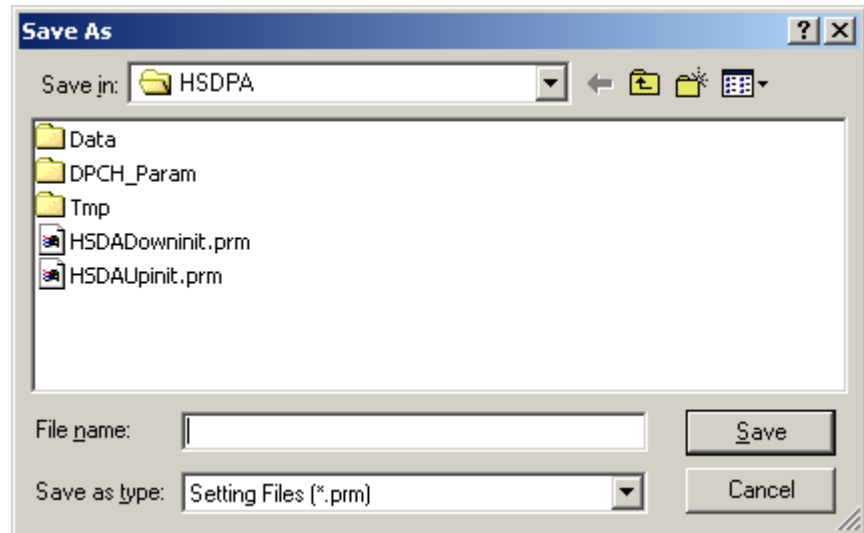 Save As
Save in: HSDPA
Data
DPCH_Param
Tmp
HSDADowninit.prm
HSDAUpinit.prm
File name: Save
Save as type: Setting Files (*.prm) Cancel